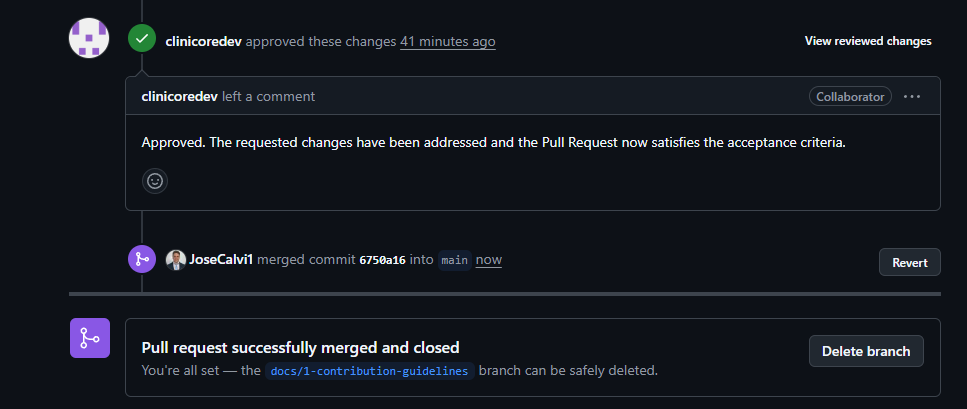 clinicoredev approved these changes 41 minutes ago View reviewed changes
clinicoredev left a comment Collaborator ...
Approved. The requested changes have been addressed and the Pull Request now satisfies the acceptance criteria.
JoseCalvi1 merged commit 6750a16 into main now Revert
Pull request successfully merged and closed
You're all set — the docs/1-contribution-guidelines branch can be safely deleted.
Delete branch